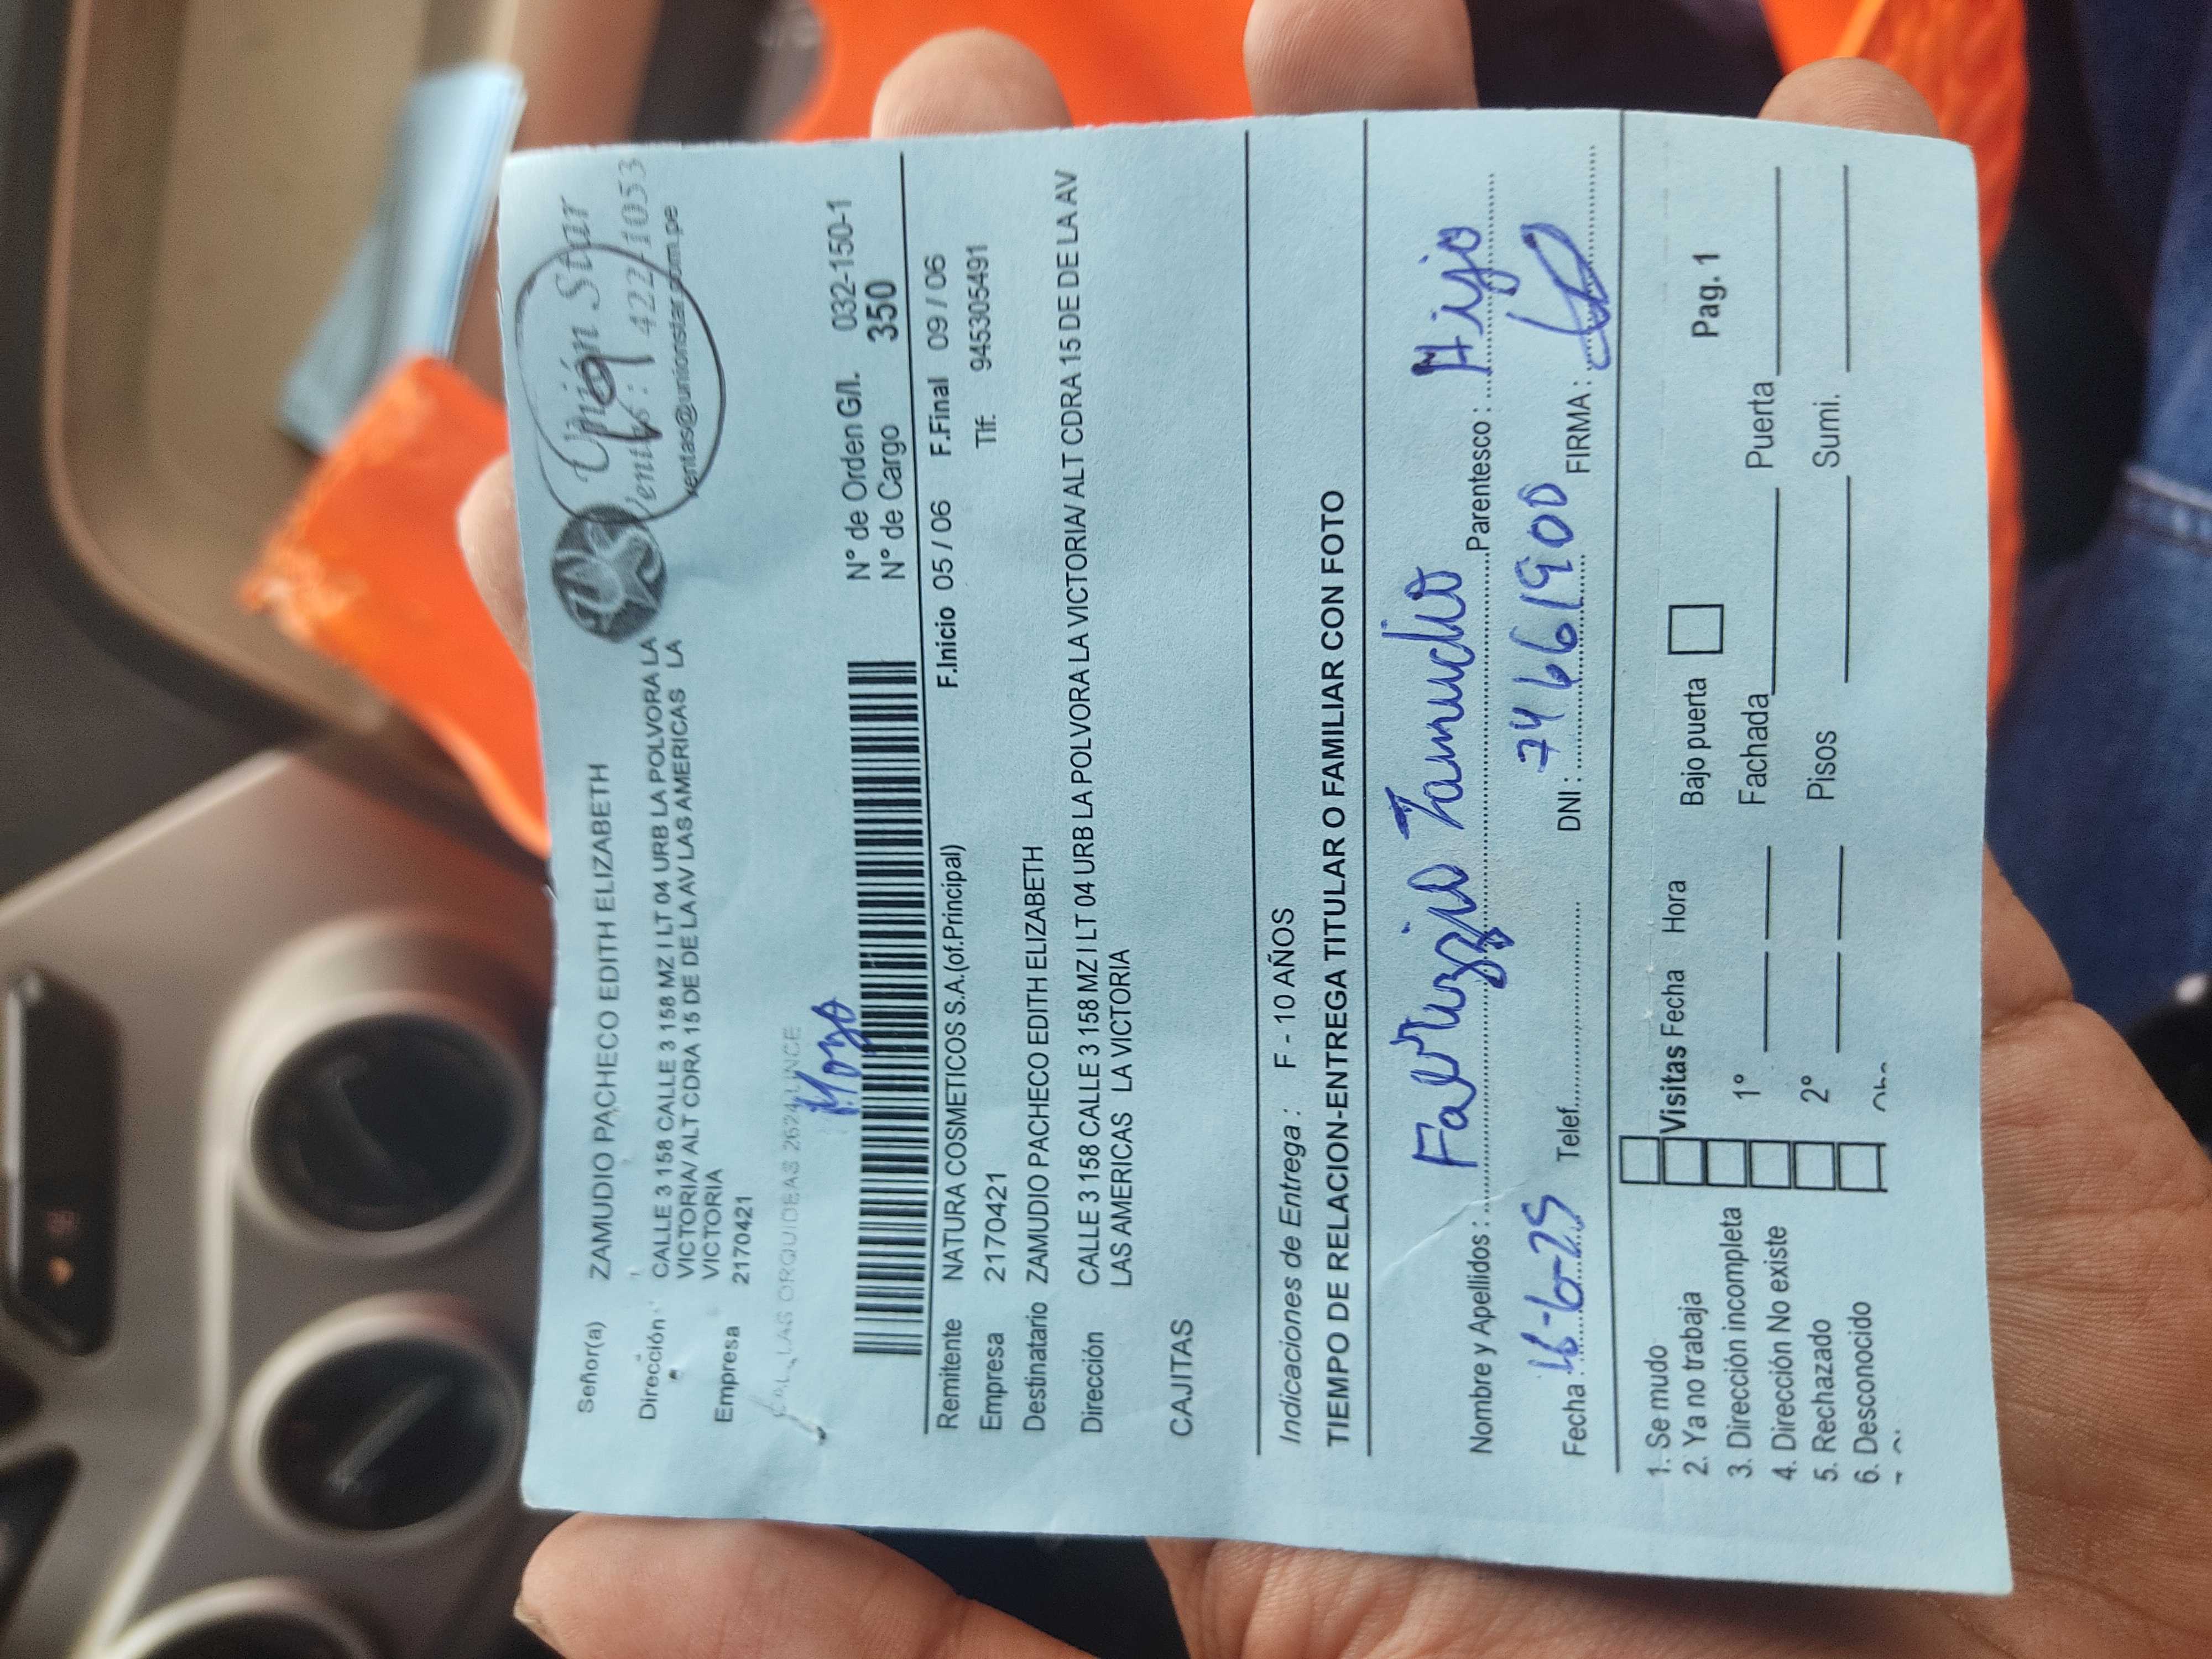 Señor(a) ZAMUDIO PACHECO EDITH ELIZABETH
Unión Star
Ventas: 422-1053
ventas@unionstar.com.pe
Dirección CALLE 3 158 CALLE 3 158 MZ I LT 04 URB LA POLVORA LA
VICTORIA/ ALT CDRA 15 DE DE LA AV LAS AMERICAS LA
VICTORIA
Empresa 2170421
LAS ORQUIDEAS LINCE
N° de Orden G/I. 032-150-1
N° de Cargo 350
Remitente NATURA COSMETICOS S.A.(of.Principal) F.Inicio 05 / 06 F.Final 09 / 06
Empresa 2170421 Tlf. 945305491
Destinatario ZAMUDIO PACHECO EDITH ELIZABETH
Dirección CALLE 3 158 CALLE 3 158 MZ I LT 04 URB LA POLVORA LA VICTORIA/ ALT CDRA 15 DE DE LA AV
LAS AMERICAS LA VICTORIA
CAJITAS
Indicaciones de Entrega : F - 10 AÑOS
TIEMPO DE RELACION-ENTREGA TITULAR O FAMILIAR CON FOTO
Nombre y Apellidos : Zamudio Parentesco : Hijo
Fecha : 16-6-25 Telef. DNI : 74661900 FIRMA :
1. Se mudo
2. Ya no trabaja Visitas Fecha Hora Bajo puerta Pag. 1
3. Dirección incompleta
4. Dirección No existe 1° Fachada Puerta
5. Rechazado 2° Pisos Sumi.
6. Desconocido